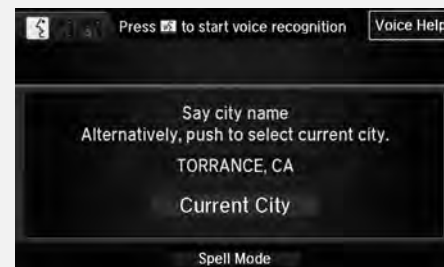 Press to start voice recognition
Voice Help
Say city name
Alternatively, push to select current city.
TORRANCE, CA
Current City
Spell Mode